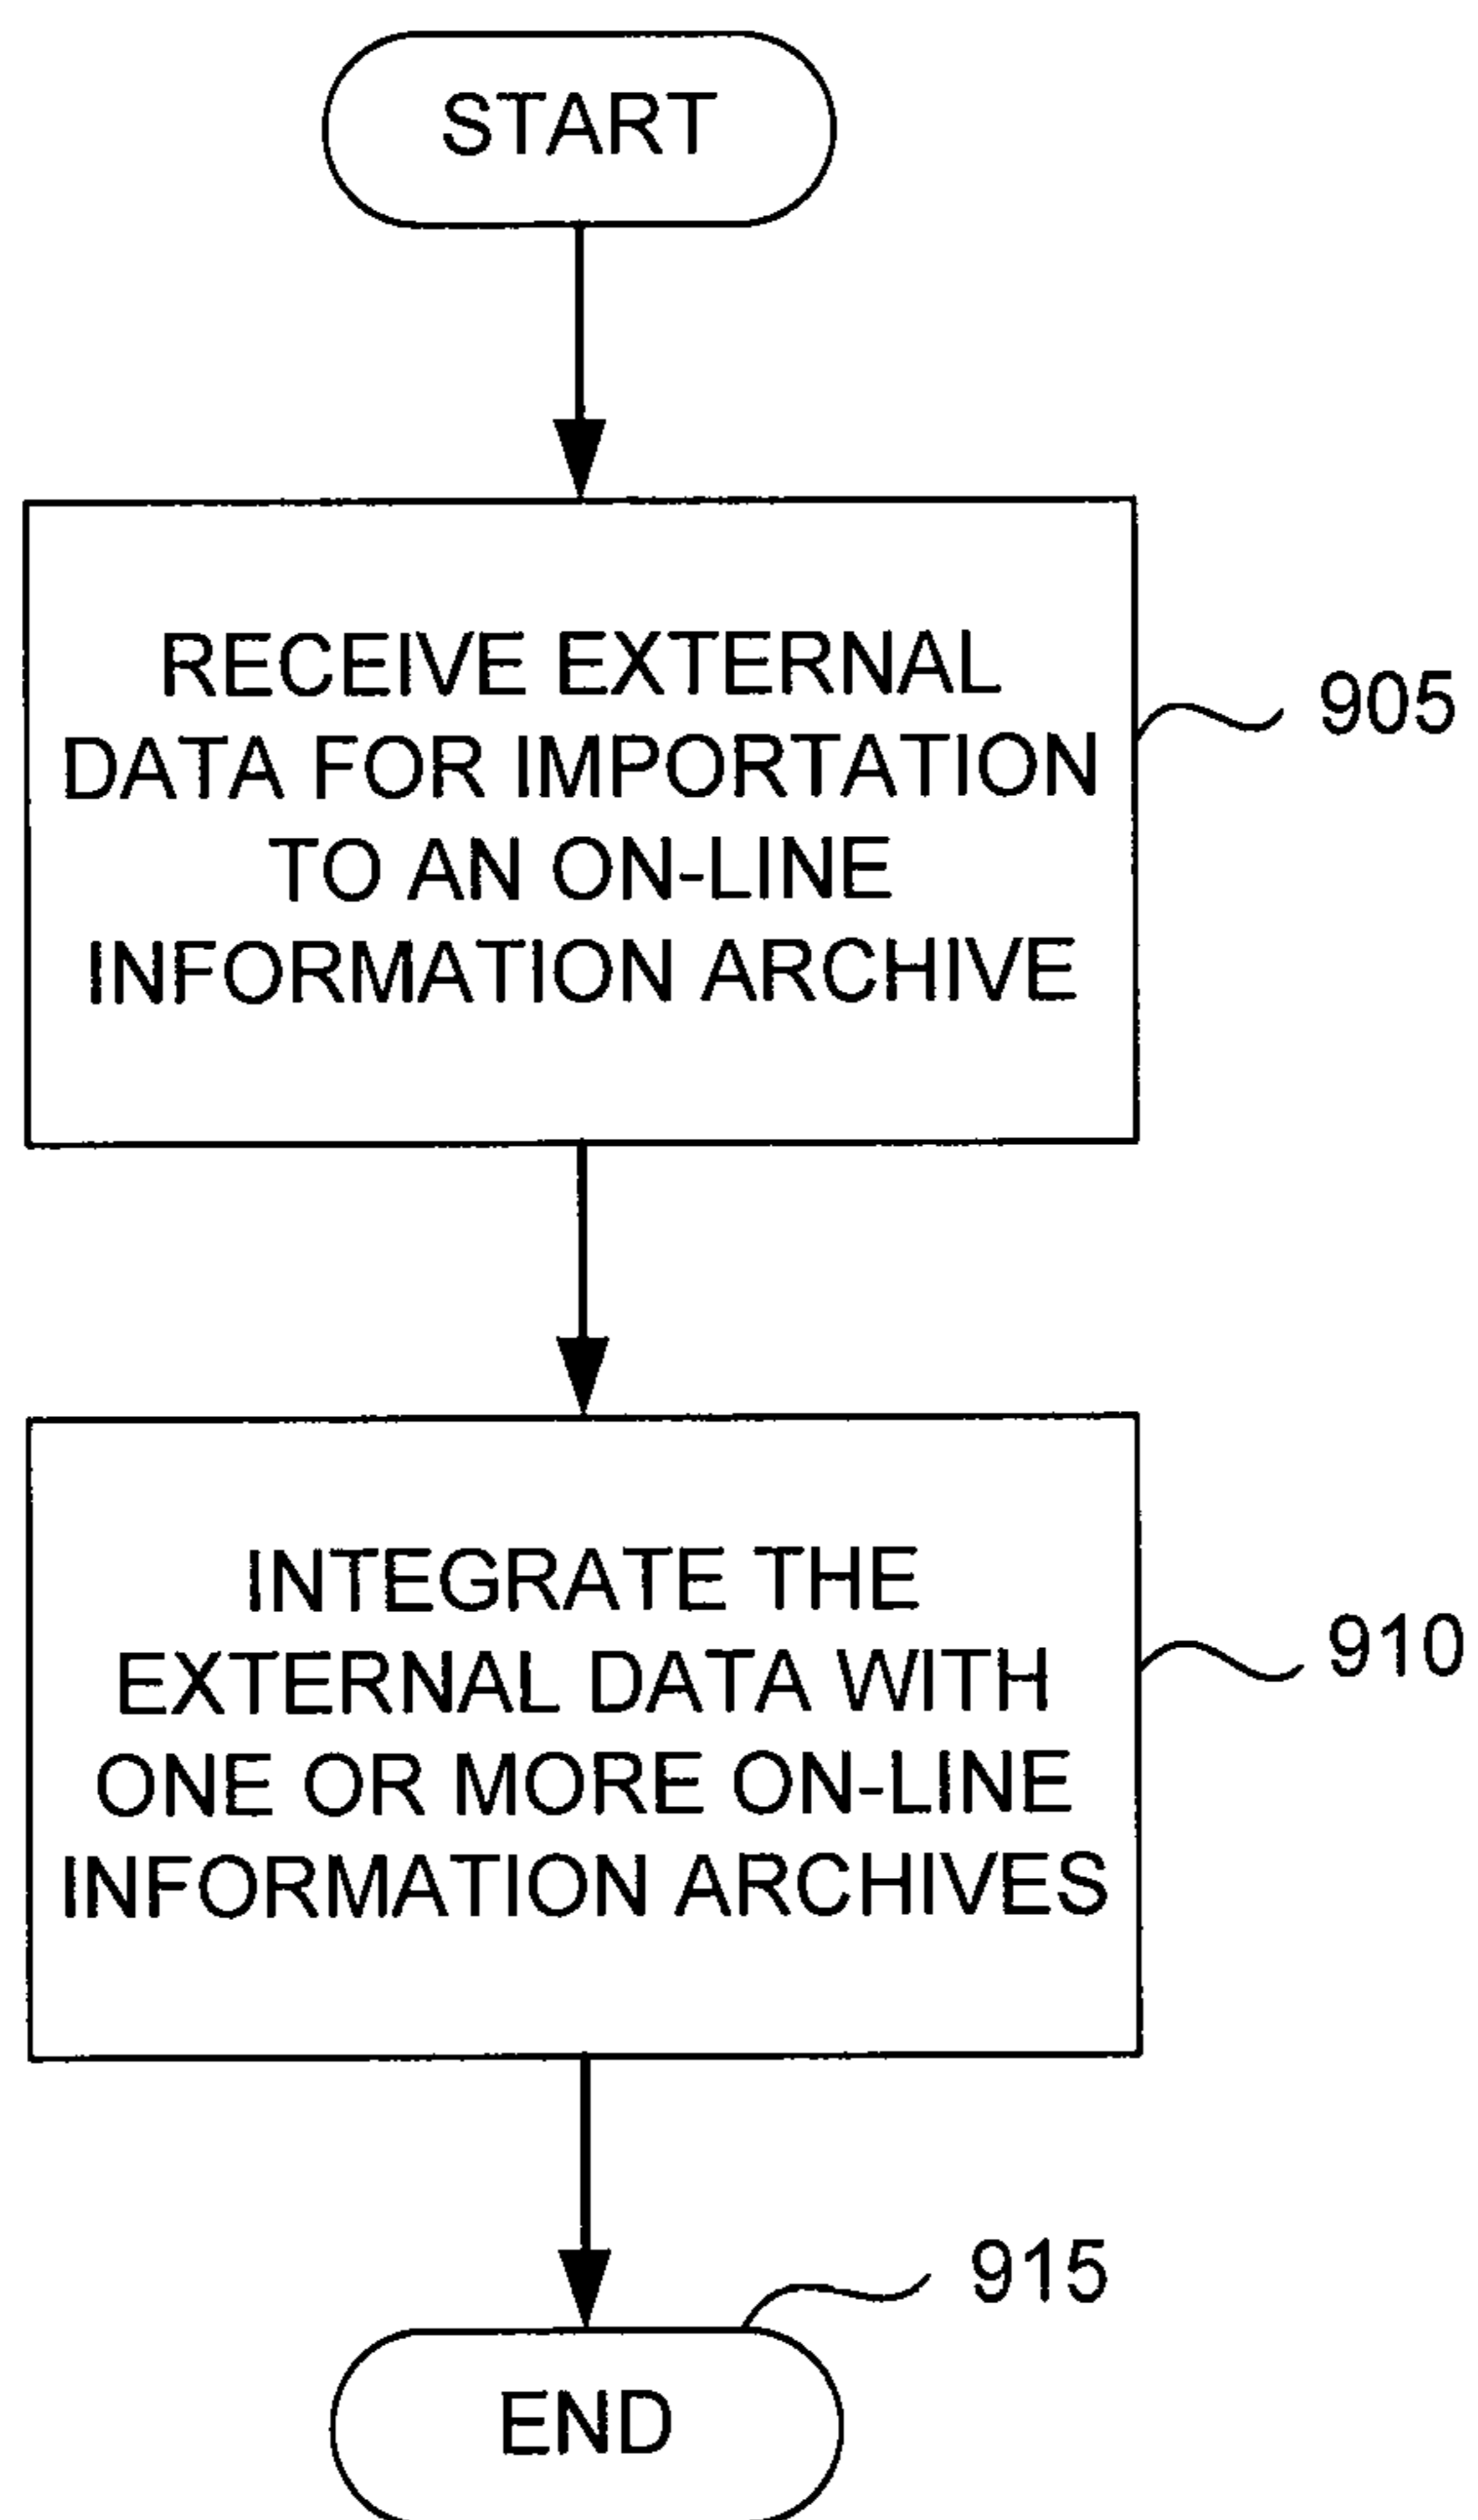 START
RECEIVE EXTERNAL
DATA FOR IMPORTATION
TO AN ON-LINE
INFORMATION ARCHIVE
905
INTEGRATE THE
EXTERNAL DATA WITH
ONE OR MORE ON-LINE
INFORMATION ARCHIVES
910
915
END